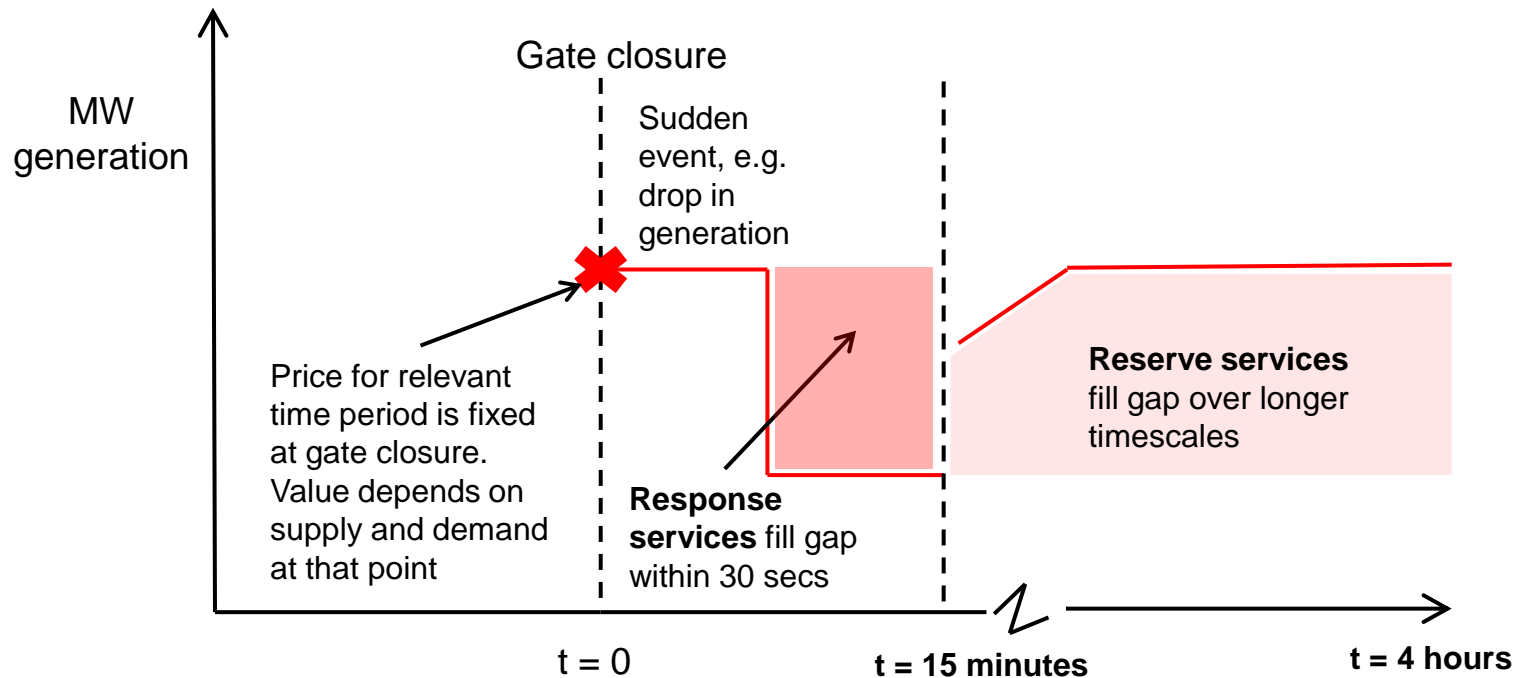 MW
generation
Gate closure
Sudden
event, e.g.
drop in
generation
Price for relevant
time period is fixed
at gate closure.
Value depends on
supply and demand
at that point
Response
services fill gap
within 30 secs
Reserve services
fill gap over longer
timescales
t = 0
t = 15 minutes
t = 4 hours